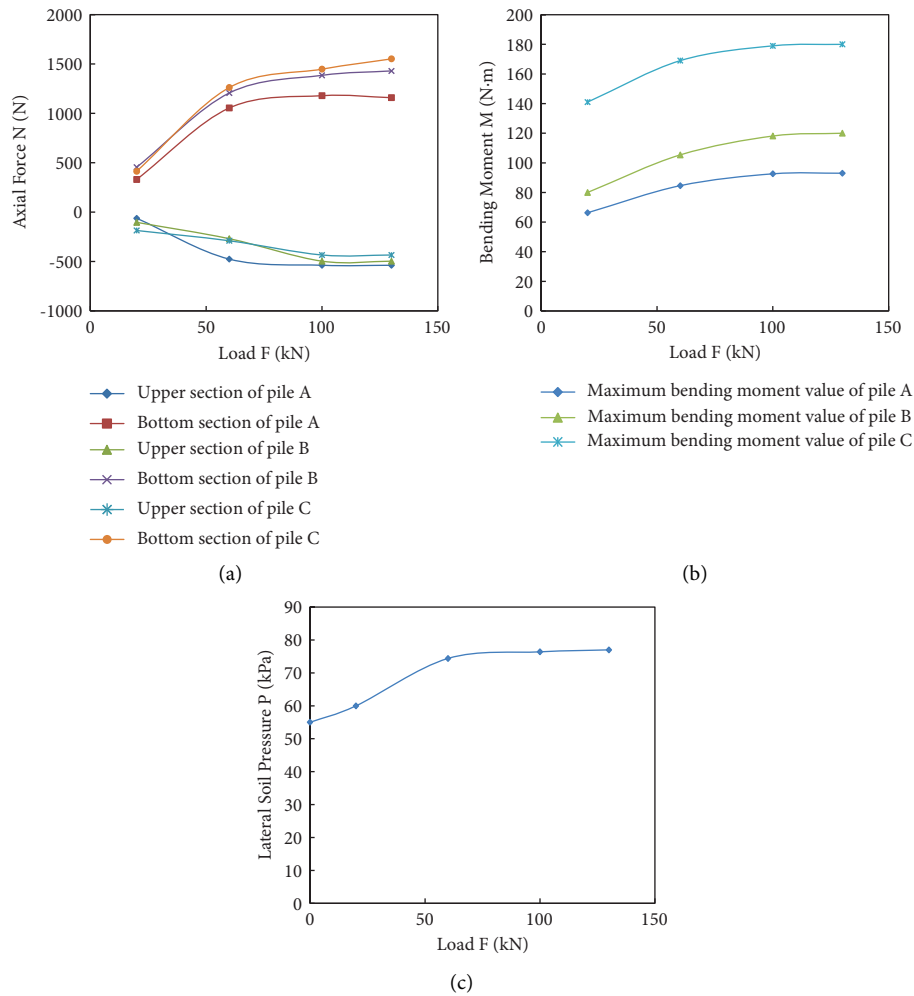 2000
1500
1000
500
0
-500
-1000
Axial Force N (N)
0
50
100
150
Load F (kN)
Upper section of pile A
Bottom section of pile A
Upper section of pile B
Bottom section of pile B
Upper section of pile C
Bottom section of pile C
(a)
200
180
160
140
120
100
80
60
40
20
0
Bending Moment M (N·m)
0
50
100
150
Load F (kN)
Maximum bending moment value of pile A
Maximum bending moment value of pile B
Maximum bending moment value of pile C
(b)
90
80
70
60
50
40
30
20
10
0
Lateral Soil Pressure P (kPa)
0
50
100
150
Load F (kN)
(c)